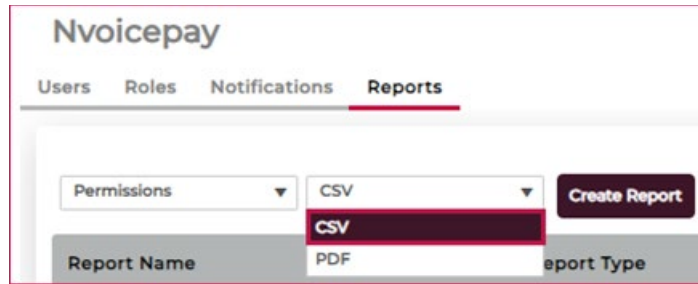 Nvoicepay
Users Roles Notifications Reports
Permissions CSV Create Report
CSV
PDF
Report Name eport Type